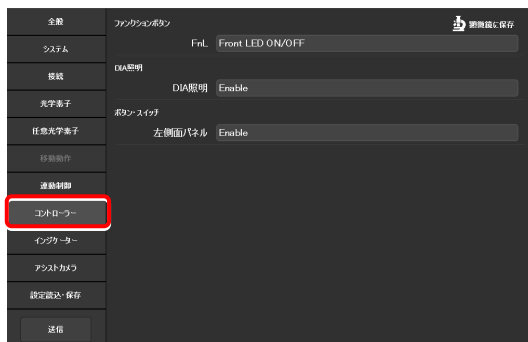 全般
システム
接続
光学素子
任意光学素子
移動動作
連動制御
コントローラー
インジケーター
アシストカメラ
設定読込・保存
送信
ファンクションボタン
顕微鏡に保存
FnL Front LED ON/OFF
DIA照明
DIA照明 Enable
ボタン・スイッチ
左側面パネル Enable